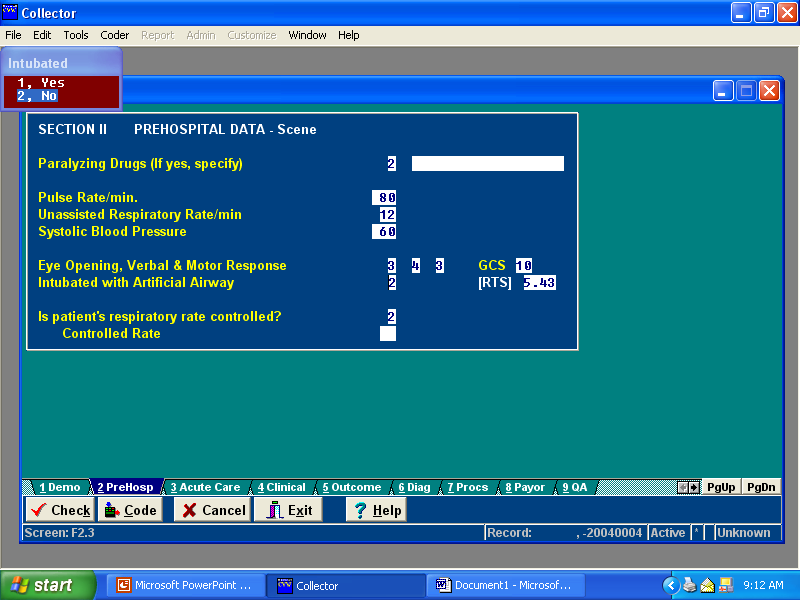 Collector
File Edit Tools Coder Report Admin Customize Window Help
Intubated
1, Yes
2, No
SECTION II PREHOSPITAL DATA - Scene
Paralyzing Drugs (If yes, specify) 2
Pulse Rate/min. 80
Unassisted Respiratory Rate/min 12
Systolic Blood Pressure 60
Eye Opening, Verbal & Motor Response 3 4 3 GCS 10
Intubated with Artificial Airway 2 [RTS] 5.43
Is patient's respiratory rate controlled? 2
Controlled Rate
1 Demo 2 PreHosp 3 Acute Care 4 Clinical 5 Outcome 6 Diag 7 Procs 8 Payor 9 QA PgUp PgDn
Check Code Cancel Exit ? Help
Screen: F2.3 Record: , -20040004 Active * Unknown
start Microsoft PowerPoint ... Collector Document1 - Microsof... 9:12 AM